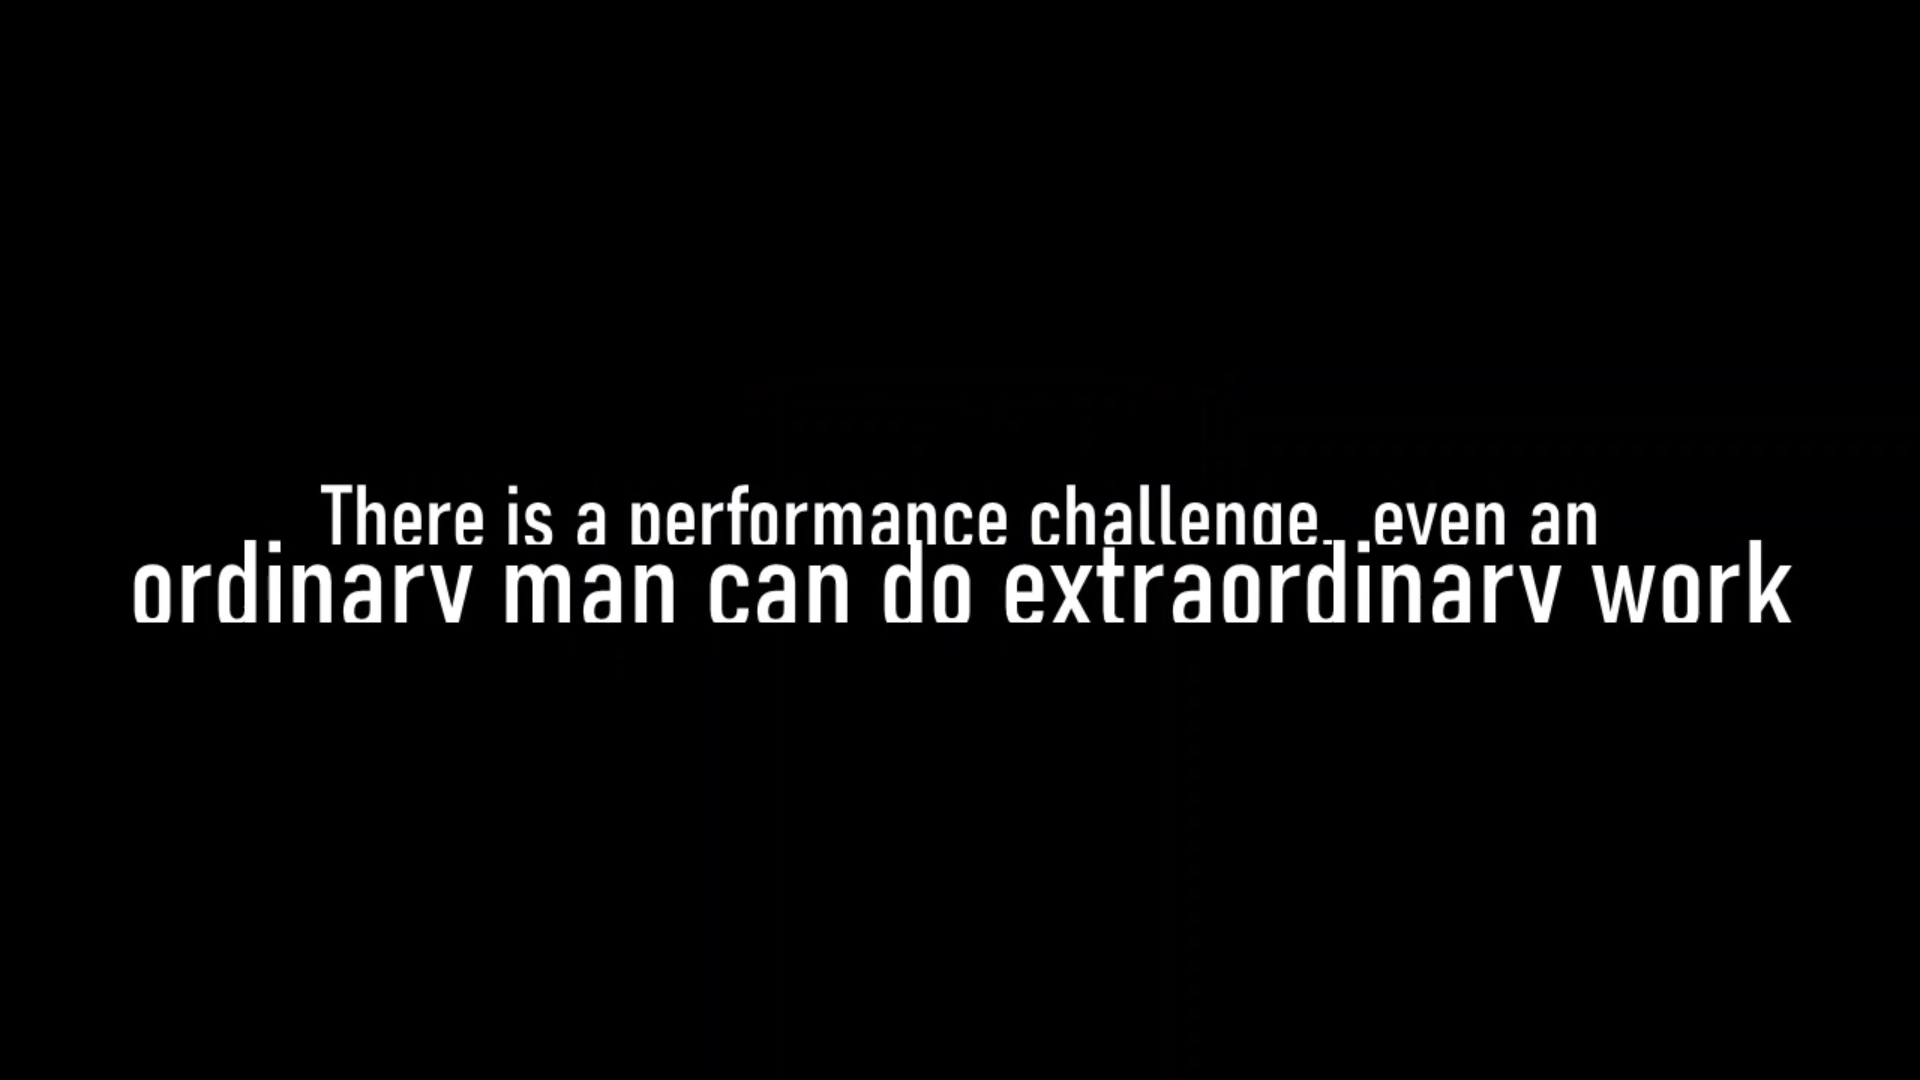 There is a performance challenge, even an
ordinary man can do extraordinary work